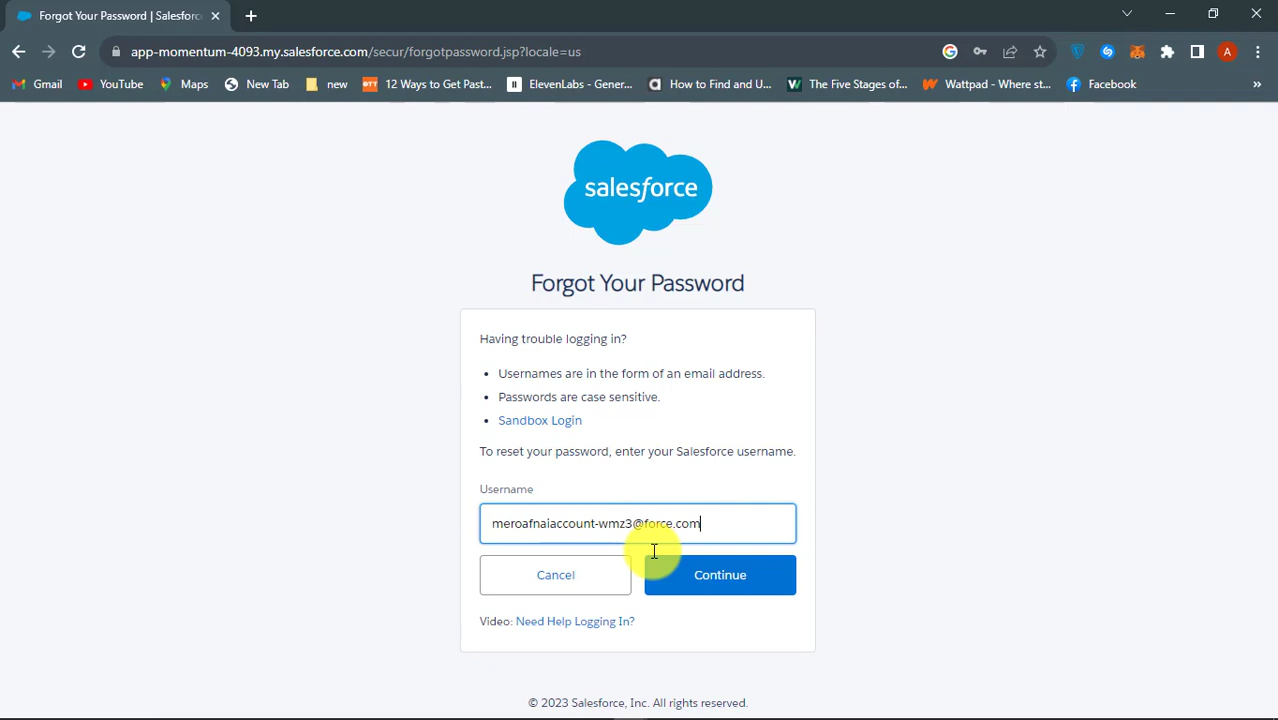 Forgot Your Password | Salesforc
app-momentum-4093.my.salesforce.com/secur/forgotpassword.jsp?locale=us
A
Gmail
YouTube
Maps
New Tab
new
OTT
12 Ways to Get Past...
ElevenLabs - Gener...
How to Find and U...
The Five Stages of...
Wattpad - Where st...
Facebook
salesforce
Forgot Your Password
Having trouble logging in?
• Usernames are in the form of an email address.
• Passwords are case sensitive.
• Sandbox Login
To reset your password, enter your Salesforce username.
Username
meroafnaiaccount-wmz3@force.com
Cancel
Continue
Video: Need Help Logging In?
© 2023 Salesforce, Inc. All rights reserved.